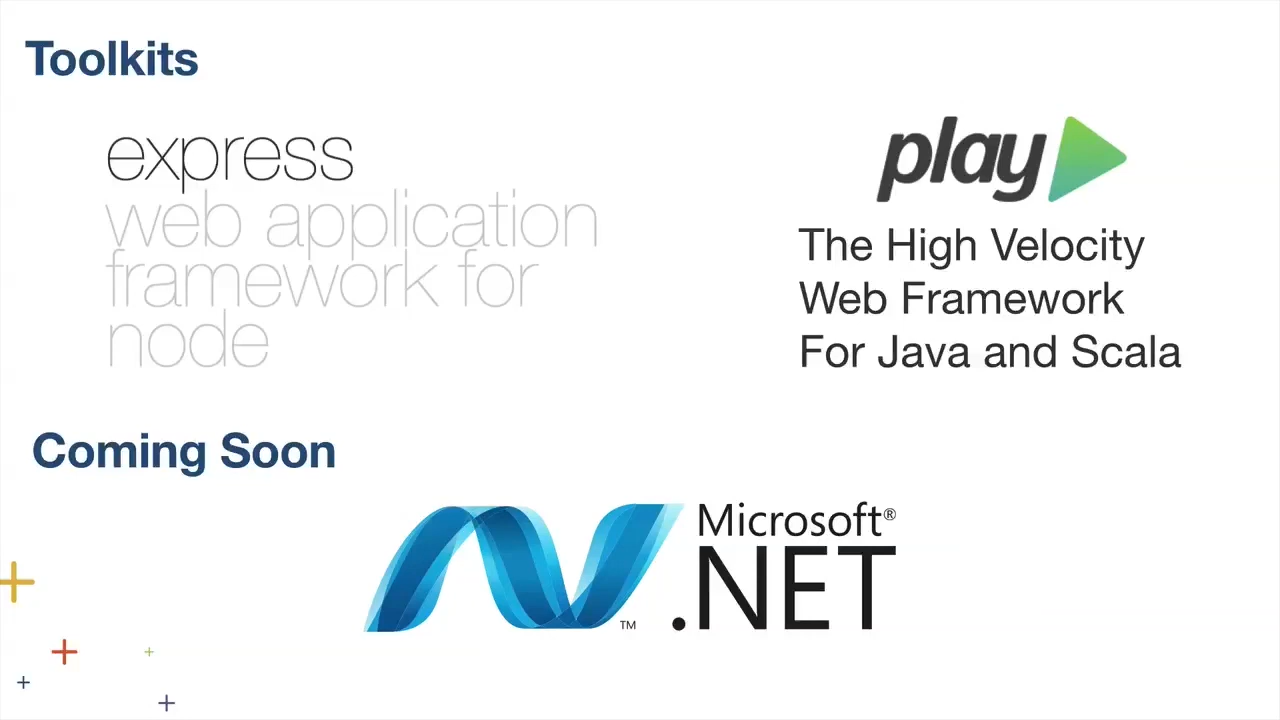 Toolkits
express
web application
framework for
node
play
The High Velocity
Web Framework
For Java and Scala
Coming Soon
Microsoft®
.NET
TM